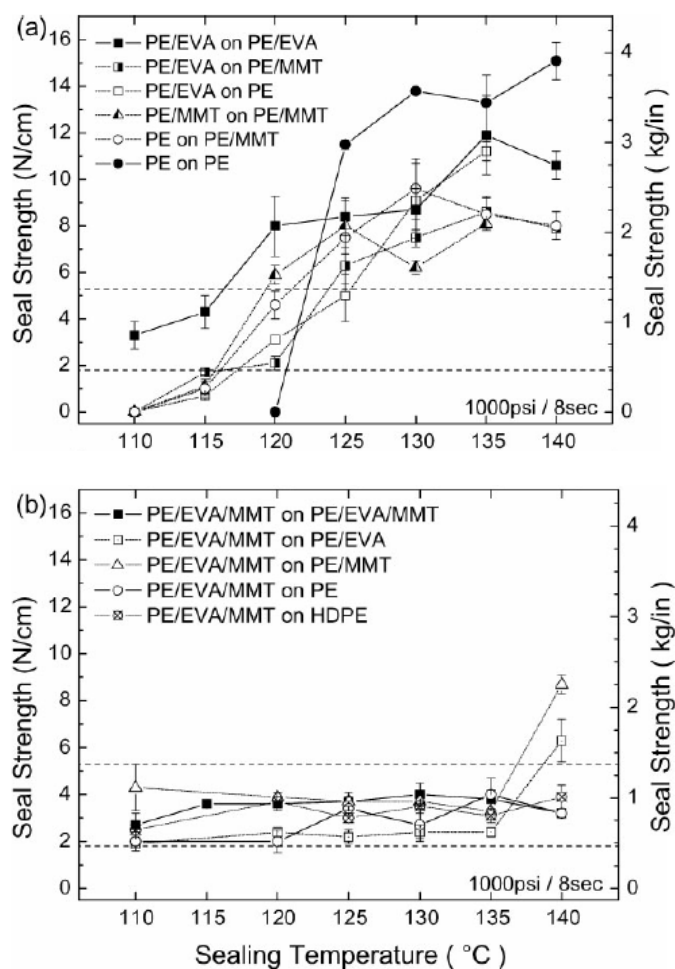 (a)
16
14
12
10
8
6
4
2
0
Seal Strength (N/cm)
PE/EVA on PE/EVA
PE/EVA on PE/MMT
PE/EVA on PE
PE/MMT on PE/MMT
PE on PE/MMT
PE on PE
4
3
2
1
0
Seal Strength ( kg/in )
1000psi / 8sec
110 115 120 125 130 135 140
(b)
16
14
12
10
8
6
4
2
0
Seal Strength (N/cm)
PE/EVA/MMT on PE/EVA/MMT
PE/EVA/MMT on PE/EVA
PE/EVA/MMT on PE/MMT
PE/EVA/MMT on PE
PE/EVA/MMT on HDPE
4
3
2
1
0
Seal Strength ( kg/in )
1000psi / 8sec
110 115 120 125 130 135 140
Sealing Temperature ( °C)